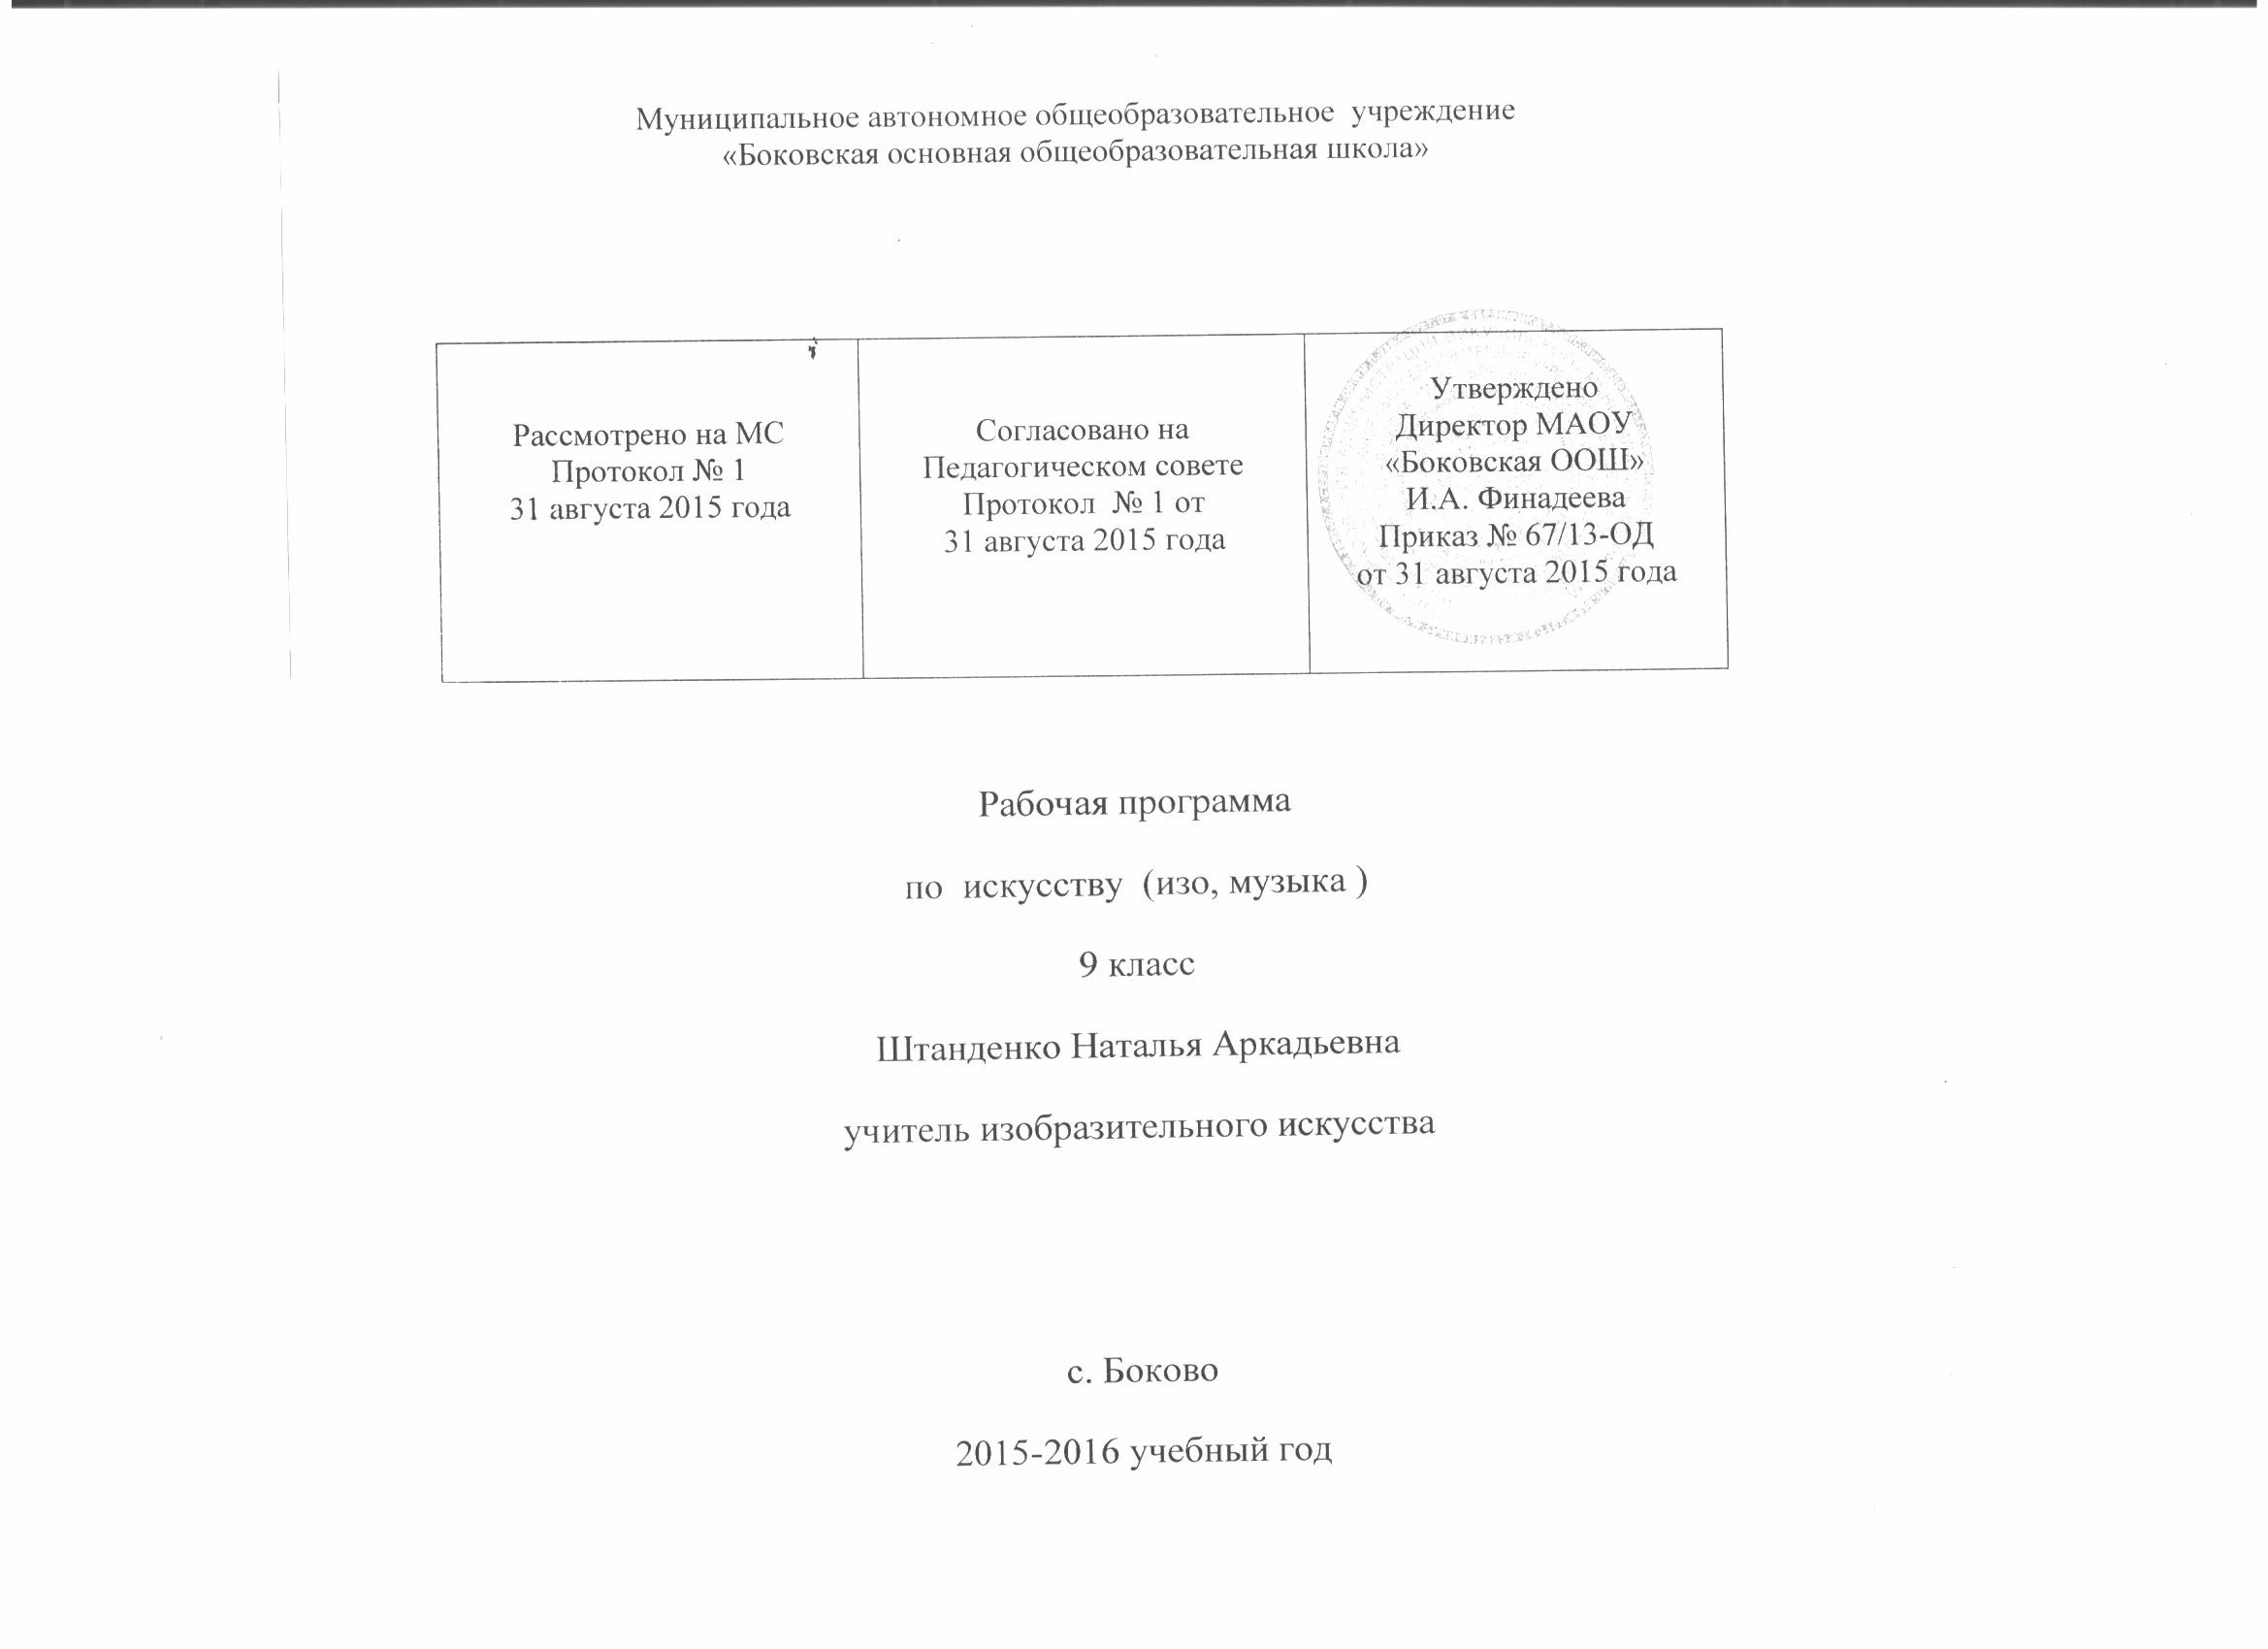 Муниципальное автономное общеобразовательное учреждение
«Боковская основная общеобразовательная школа»
Рассмотрено на МС
Протокол № 1
31 августа 2015 года
Согласовано на
Педагогическом совете
Протокол № 1 от
31 августа 2015 года
Утверждено
Директор МАОУ
«Боковская ООШ»
И.А. Финадеева
Приказ № 67/13-ОД
от 31 августа 2015 года
Рабочая программа
по искусству (изо, музыка )
9 класс
Штанденко Наталья Аркадьевна
учитель изобразительного искусства
с. Боково
2015-2016 учебный год